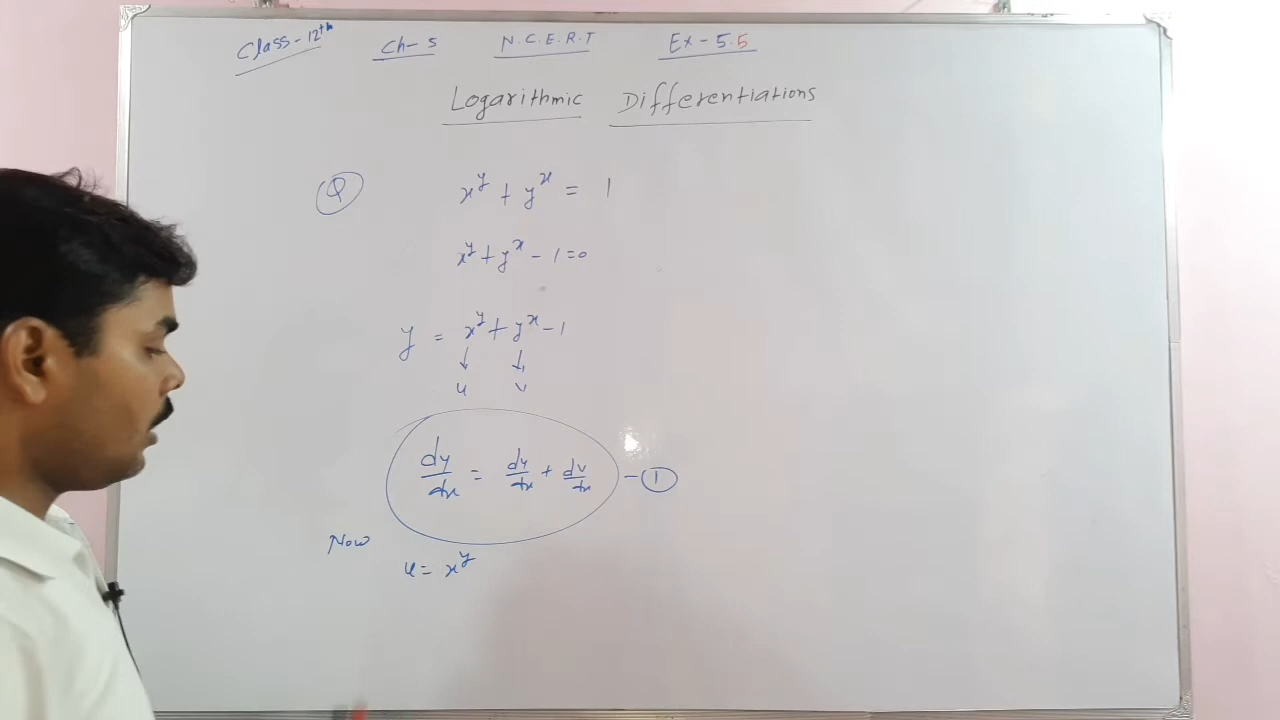 Class-12th Ch-5 N.C.E.R.T Ex-5.5
Logarithmic Differentiations
Q x^y + y^x = 1
x^y + y^x - 1 = 0
y = x^y + y^x - 1
↓ ↓
u v
dy/dx = du/dx + dv/dx - ①
Now
u = x^y